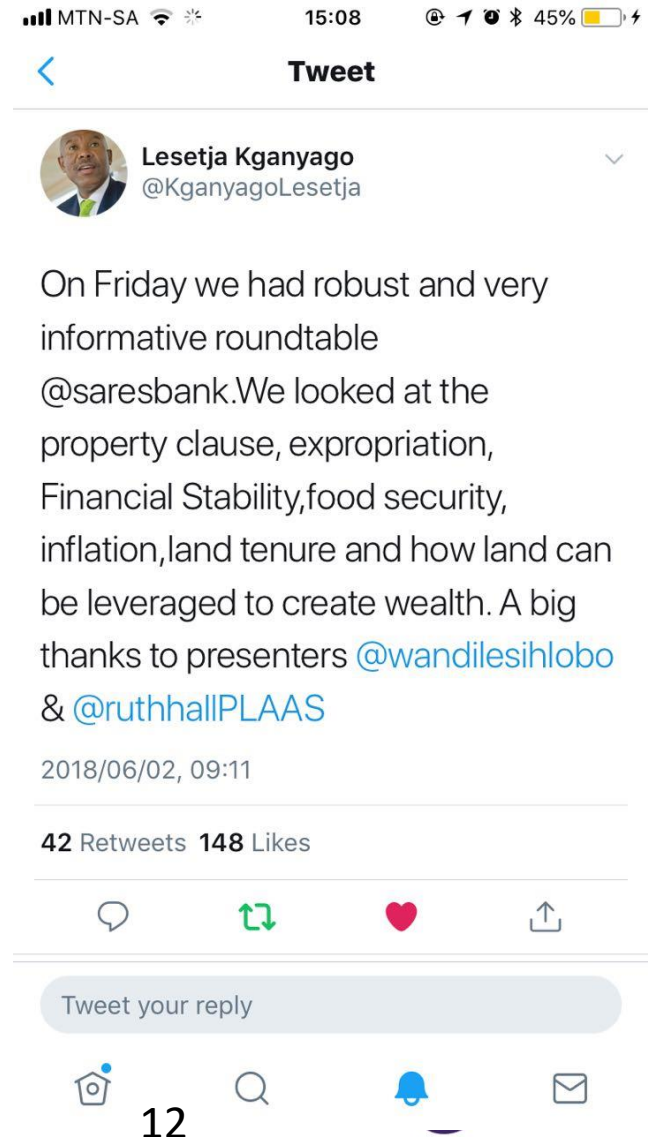 MTN-SA 15:08 45%
Tweet
Lesetja Kganyago
@KganyagoLesetja
On Friday we had robust and very
informative roundtable
@saresbank.We looked at the
property clause, expropriation,
Financial Stability,food security,
inflation,land tenure and how land can
be leveraged to create wealth. A big
thanks to presenters @wandilesihlobo
& @ruthhallPLAAS
2018/06/02, 09:11
42 Retweets 148 Likes
Tweet your reply
12